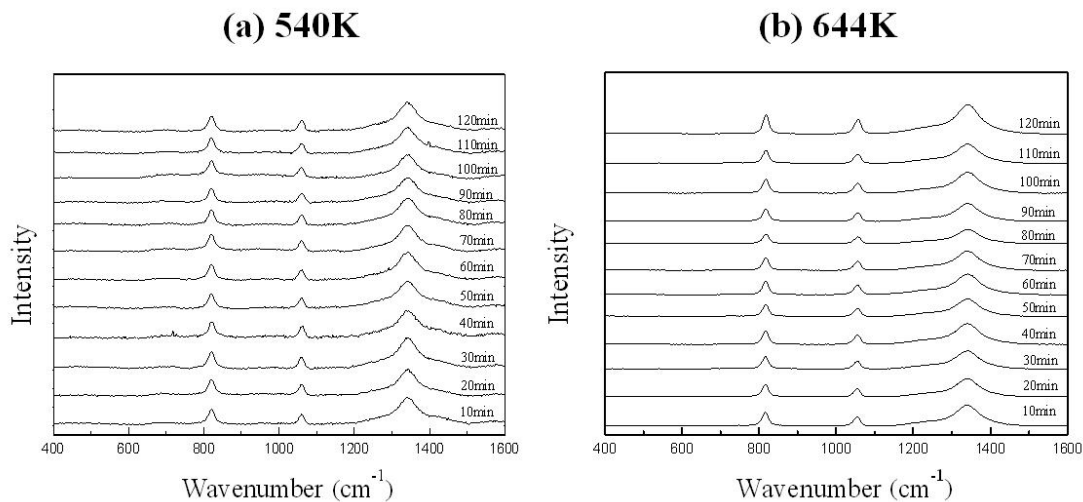 (a) 540K
(b) 644K
Intensity
120min
110min
100min
90min
80min
70min
60min
50min
40min
30min
20min
10min
400 600 800 1000 1200 1400 1600
Wavenumber (cm-1)
Intensity
120min
110min
100min
90min
80min
70min
60min
50min
40min
30min
20min
10min
400 600 800 1000 1200 1400 1600
Wavenumber (cm-1)